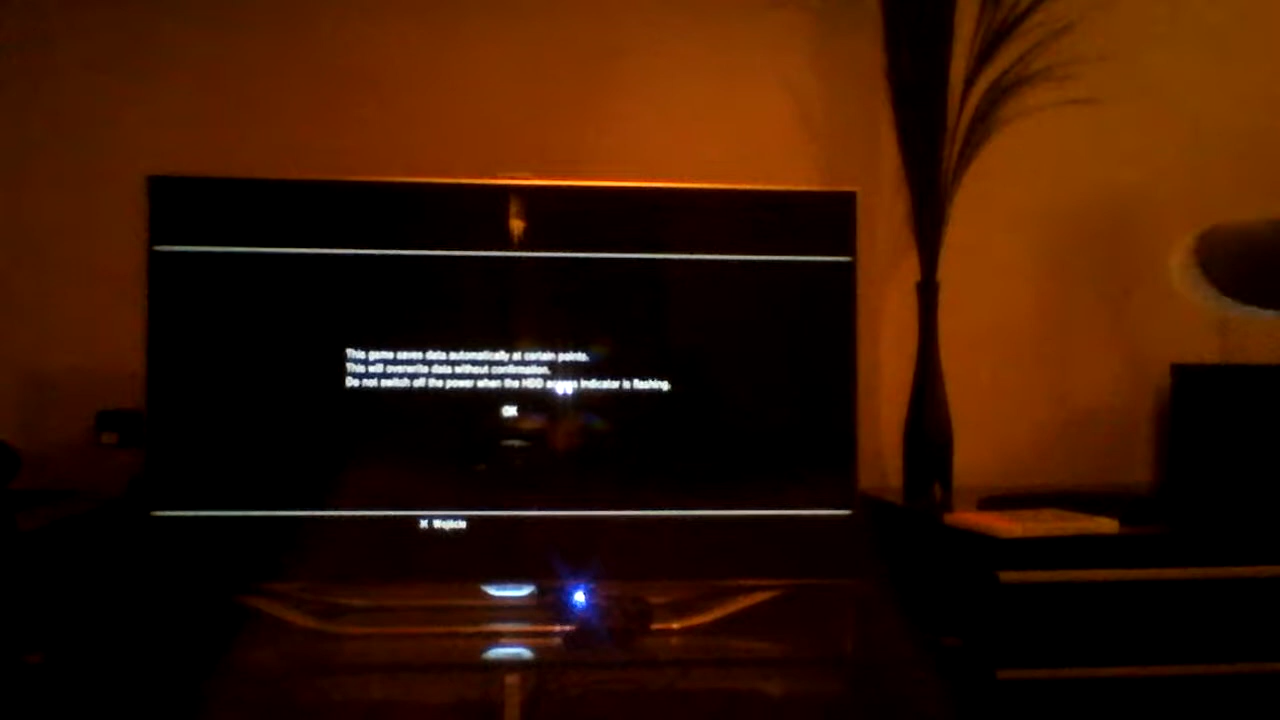 This game saves data automatically at certain points.
This will overwrite data without confirmation.
Do not switch off the power when the HDD access indicator is flashing.
OK
X Wejście